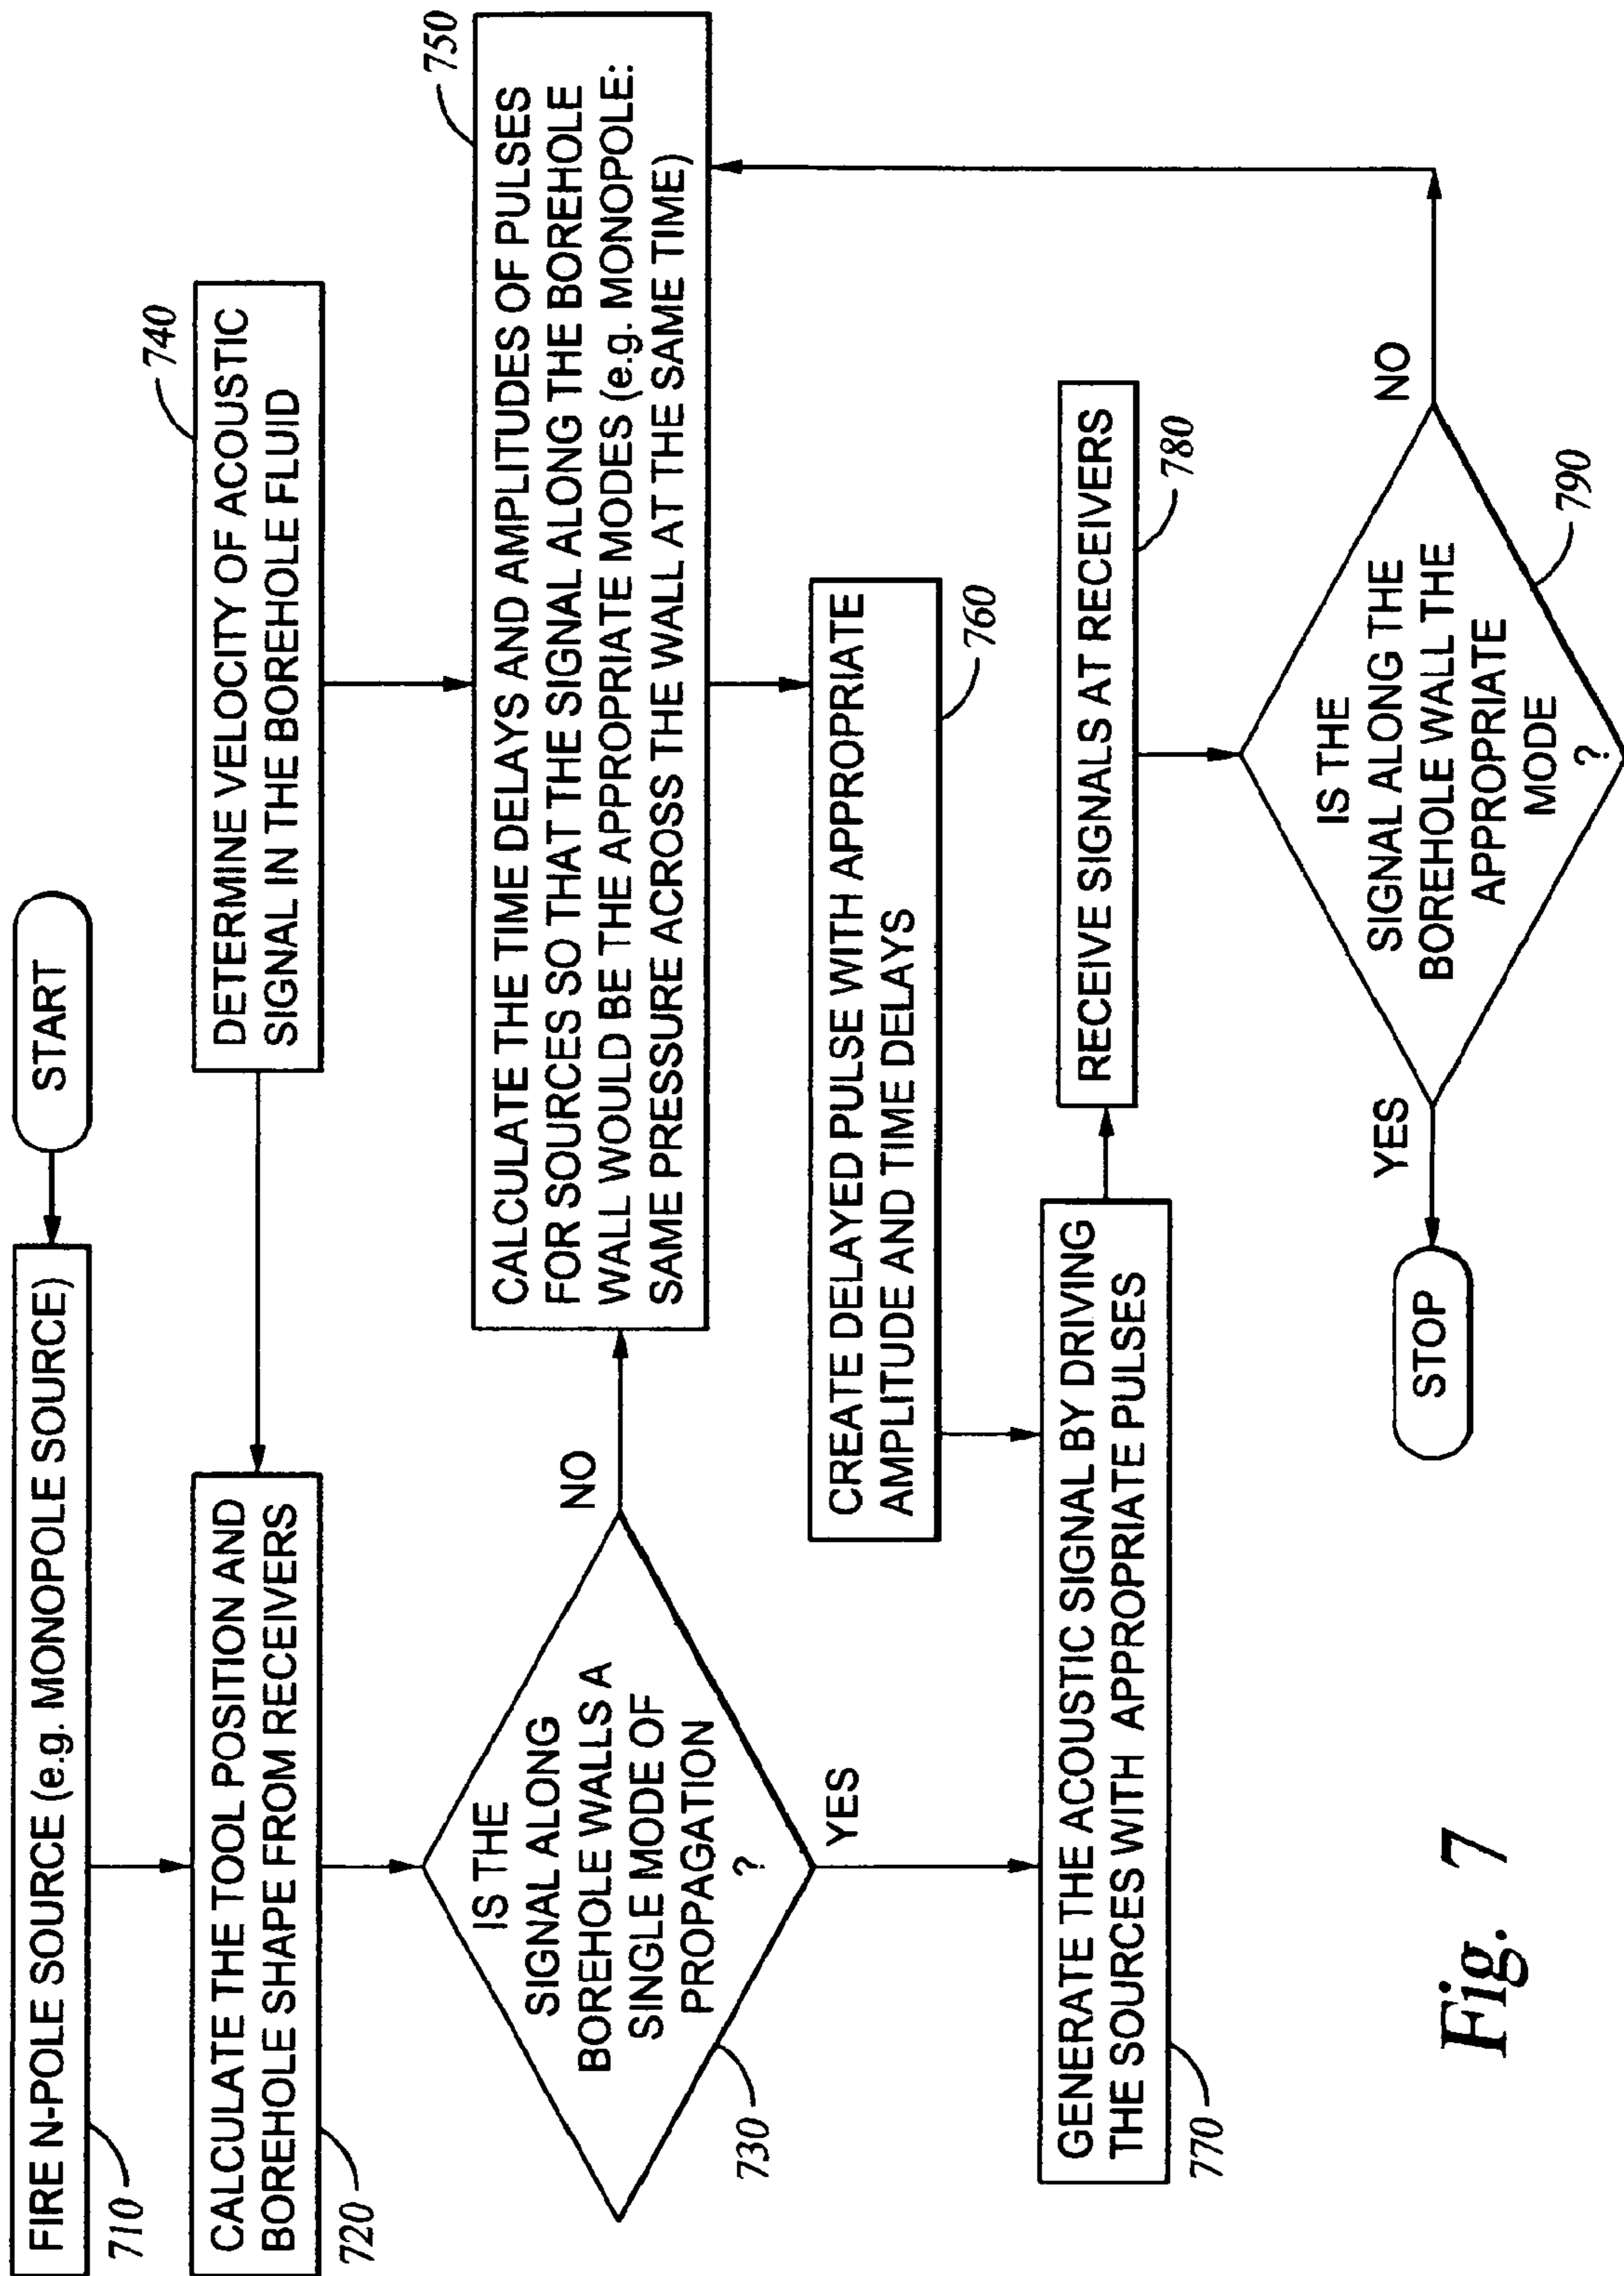 START
FIRE N-POLE SOURCE (e.g. MONOPOLE SOURCE)
710
CALCULATE THE TOOL POSITION AND
BOREHOLE SHAPE FROM RECEIVERS
720
DETERMINE VELOCITY OF ACOUSTIC
SIGNAL IN THE BOREHOLE FLUID
740
IS THE
SIGNAL ALONG
BOREHOLE WALLS A
SINGLE MODE OF
PROPAGATION
?
730
NO
YES
CALCULATE THE TIME DELAYS AND AMPLITUDES OF PULSES
FOR SOURCES SO THAT THE SIGNAL ALONG THE BOREHOLE
WALL WOULD BE THE APPROPRIATE MODES (e.g. MONOPOLE:
SAME PRESSURE ACROSS THE WALL AT THE SAME TIME)
750
CREATE DELAYED PULSE WITH APPROPRIATE
AMPLITUDE AND TIME DELAYS
760
GENERATE THE ACOUSTIC SIGNAL BY DRIVING
THE SOURCES WITH APPROPRIATE PULSES
770
RECEIVE SIGNALS AT RECEIVERS
780
IS THE
SIGNAL ALONG THE
BOREHOLE WALL THE
APPROPRIATE
MODE
?
790
NO
YES
STOP
Fig. 7